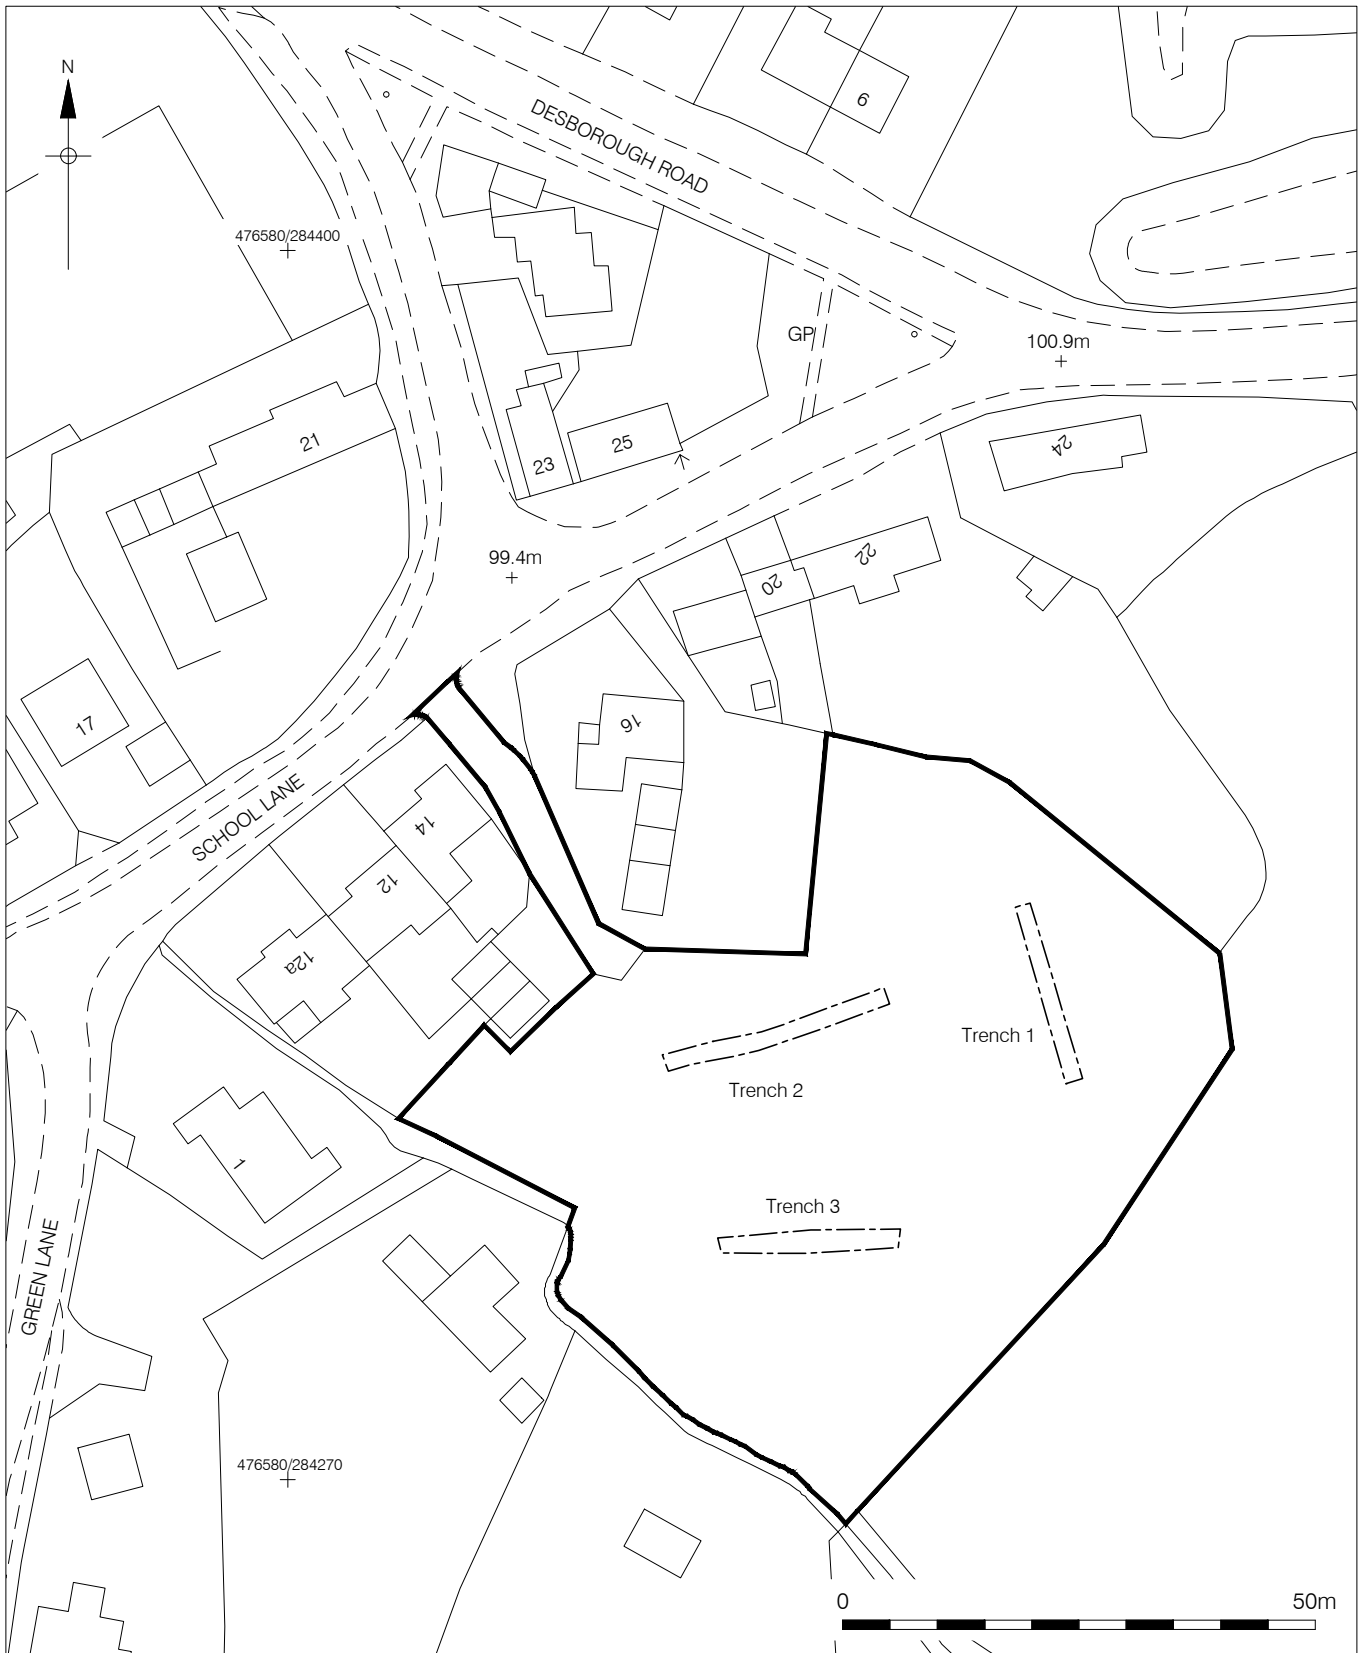 N
DESBOROUGH ROAD
6
476580/284400
GP
100.9m
21
23
25
24
99.4m
22
20
17
16
SCHOOL LANE
14
12
12a
Trench 1
Trench 2
1
Trench 3
GREEN LANE
476580/284270
0 50m